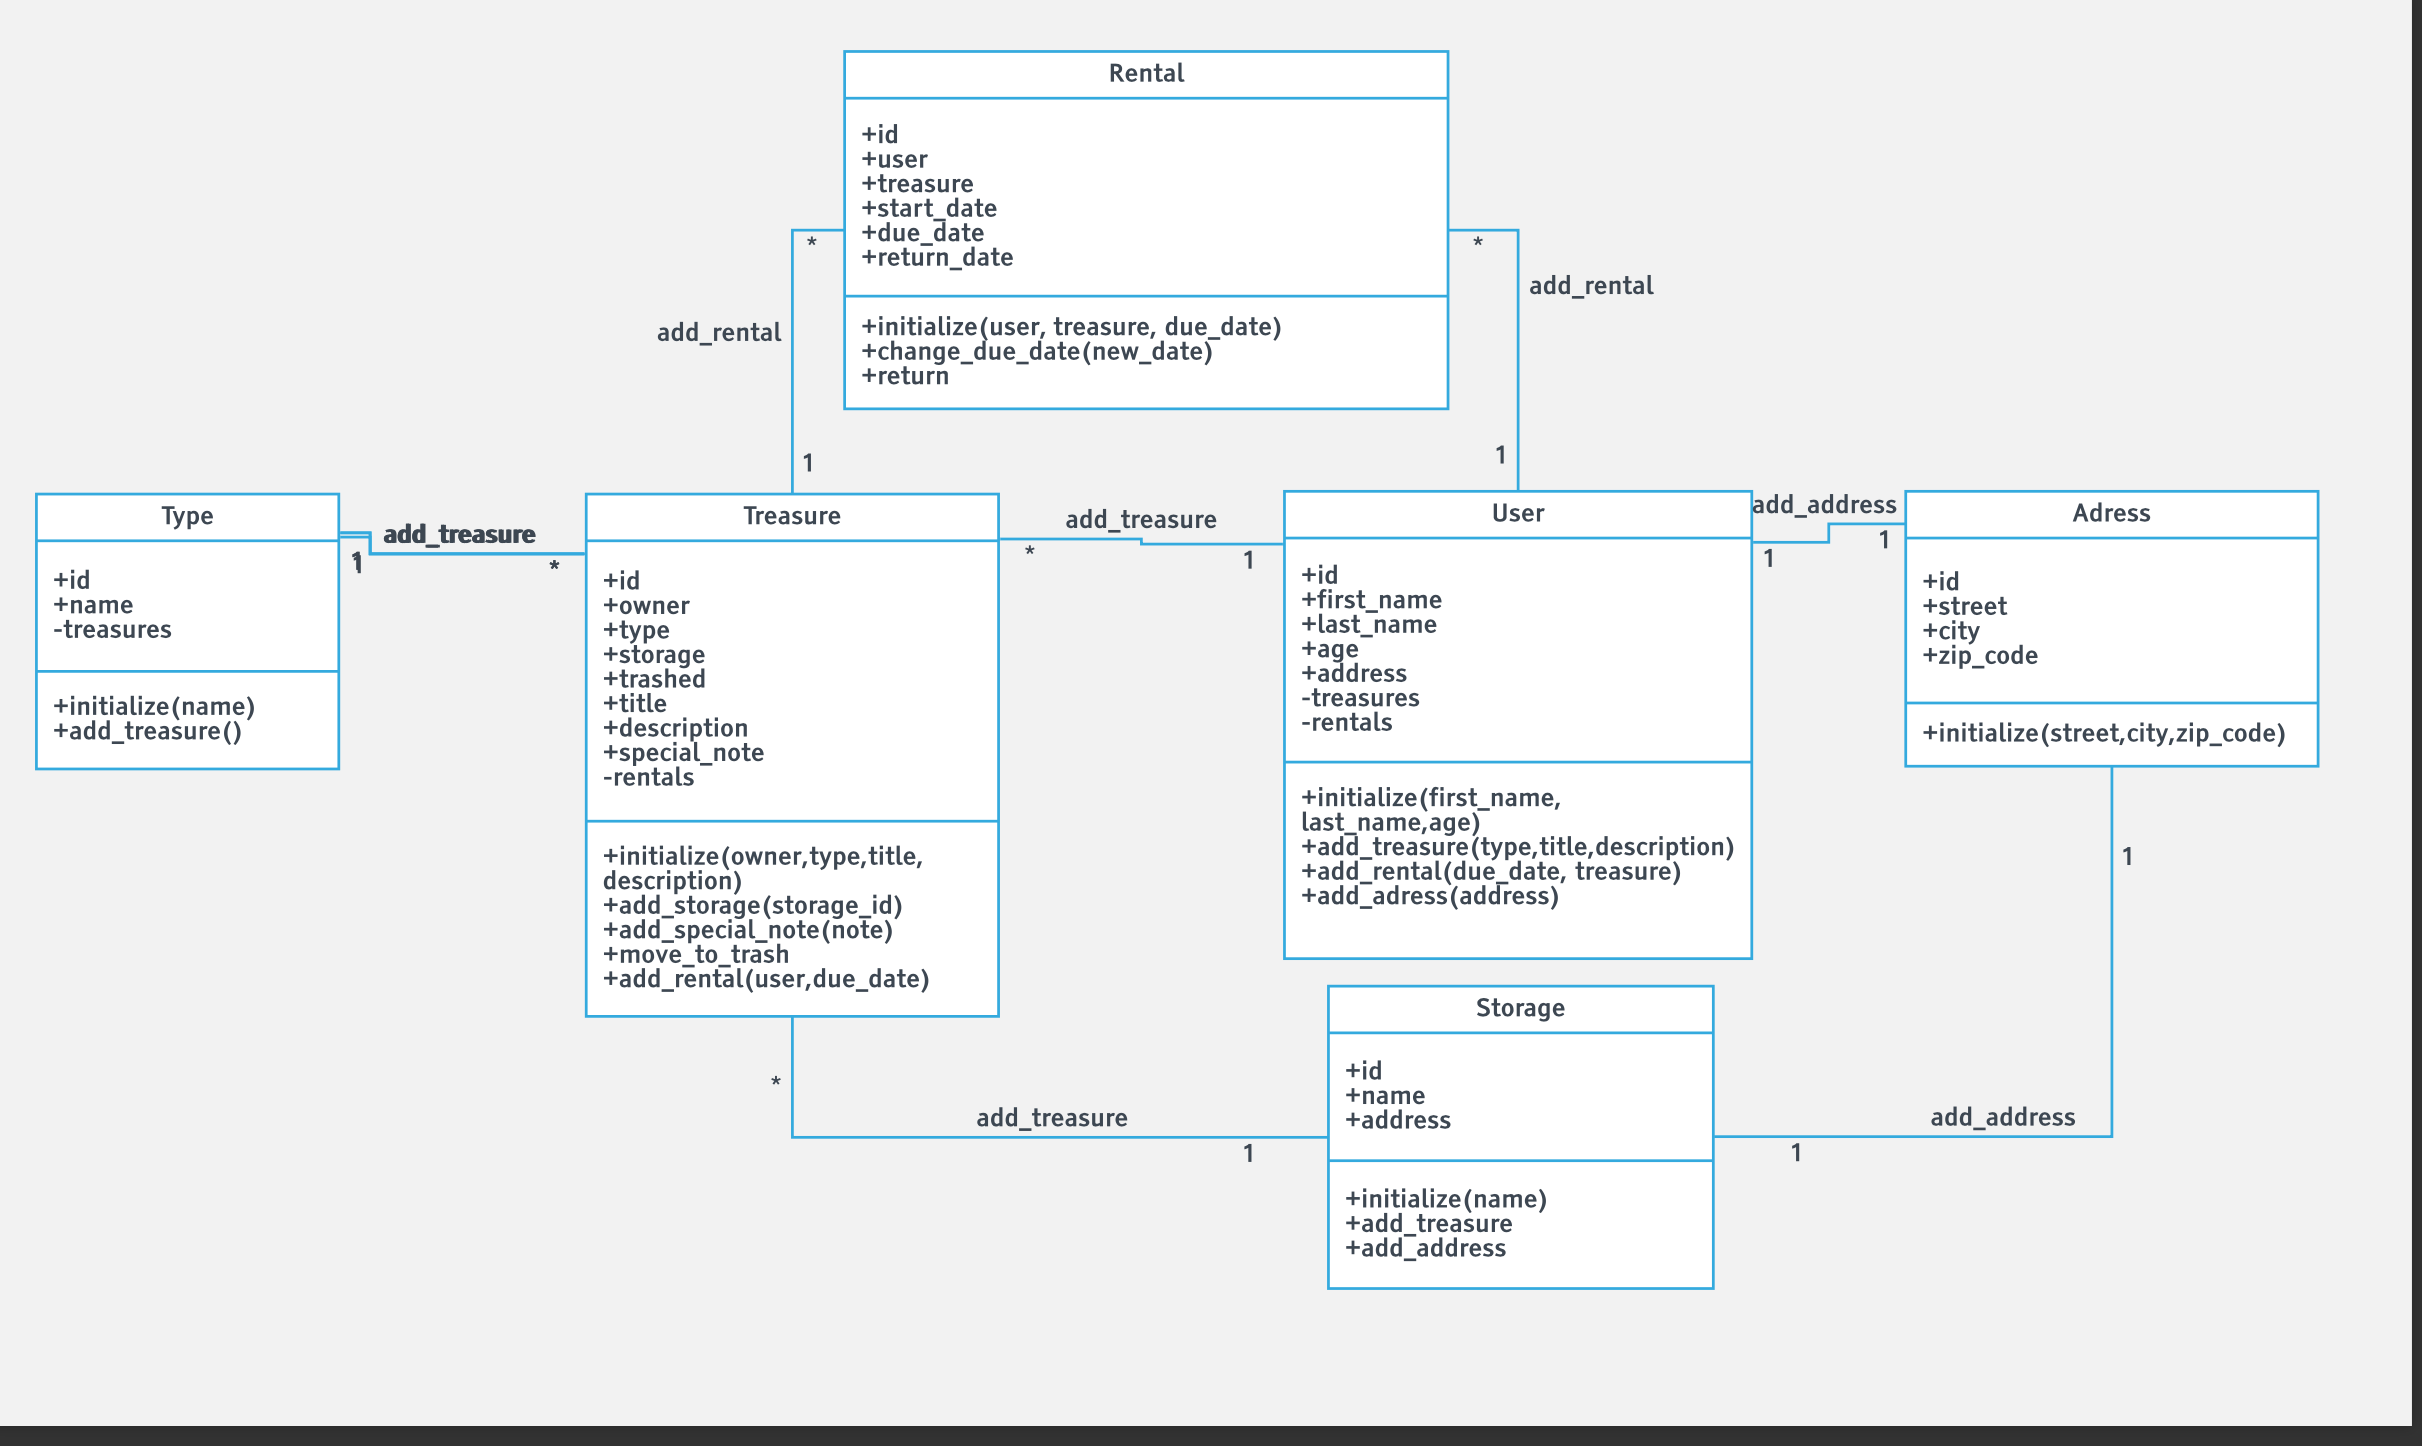 Rental
+id
+user
+treasure
+start_date
+due_date
+return_date
+initialize(user, treasure, due_date)
+change_due_date(new_date)
+return
*
*
add_rental
add_rental
1
1
Type
+id
+name
-treasures
+initialize(name)
+add_treasure()
add_treasure
1
*
Treasure
+id
+owner
+type
+storage
+trashed
+title
+description
+special_note
-rentals
+initialize(owner,type,title,
description)
+add_storage(storage_id)
+add_special_note(note)
+move_to_trash
+add_rental(user,due_date)
add_treasure
*
1
User
+id
+first_name
+last_name
+age
+address
-treasures
-rentals
+initialize(first_name,
last_name,age)
+add_treasure(type,title,description)
+add_rental(due_date, treasure)
+add_adress(address)
add_address
1
1
Adress
+id
+street
+city
+zip_code
+initialize(street,city,zip_code)
1
Storage
+id
+name
+address
+initialize(name)
+add_treasure
+add_address
*
add_treasure
1
add_address
1